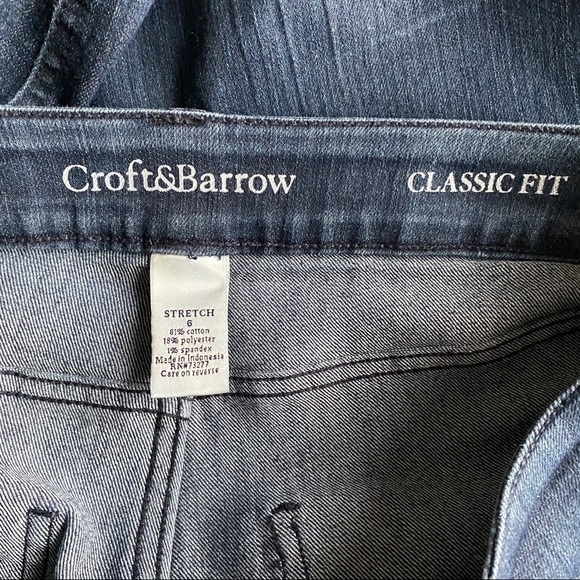 Croft&Barrow
CLASSIC FIT
STRETCH
6
81% cotton
18% polyester
1% spandex
Made in Indonesia
RN#73277
Care on reverse